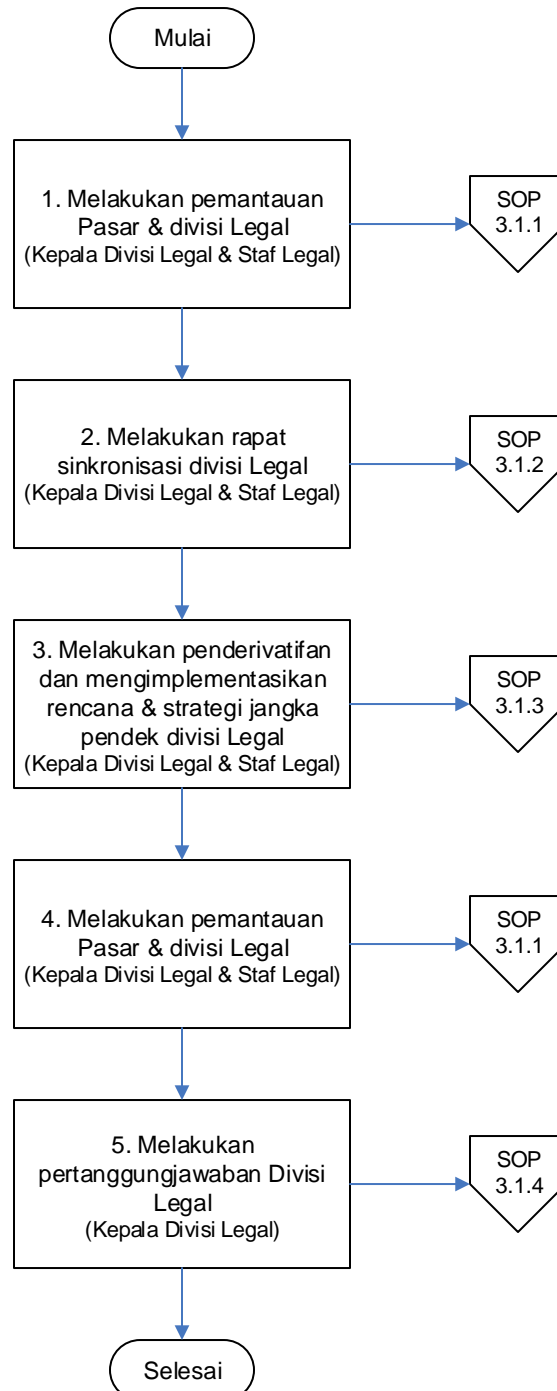 Mulai
1. Melakukan pemantauan
Pasar & divisi Legal
(Kepala Divisi Legal & Staf Legal)
SOP
3.1.1
2. Melakukan rapat
sinkronisasi divisi Legal
(Kepala Divisi Legal & Staf Legal)
SOP
3.1.2
3. Melakukan penderivatifan
dan mengimplementasikan
rencana & strategi jangka
pendek divisi Legal
(Kepala Divisi Legal & Staf Legal)
SOP
3.1.3
4. Melakukan pemantauan
Pasar & divisi Legal
(Kepala Divisi Legal & Staf Legal)
SOP
3.1.1
5. Melakukan
pertanggungjawaban Divisi
Legal
(Kepala Divisi Legal)
SOP
3.1.4
Selesai